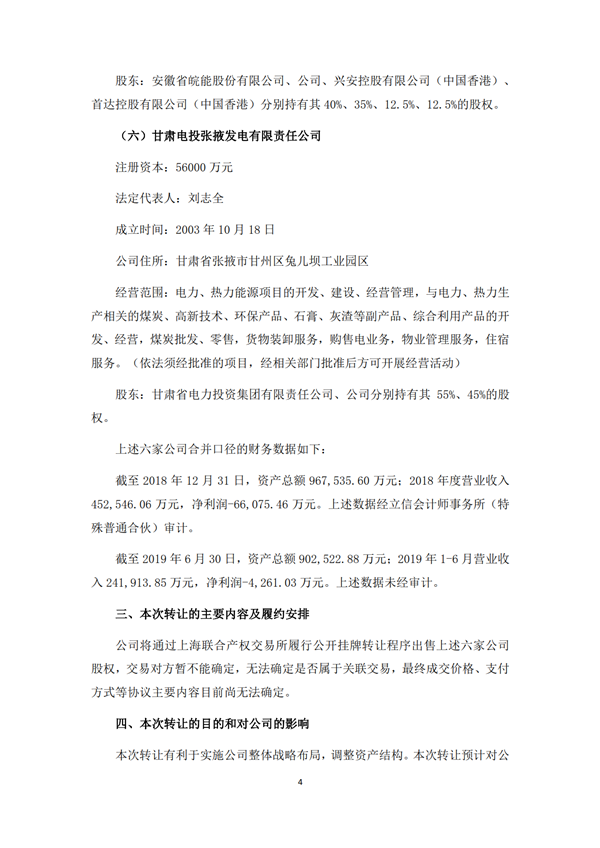 股东：安徽省皖能股份有限公司、公司、兴安控股有限公司（中国香港）、
首达控股有限公司（中国香港）分别持有其 40%、35%、12.5%、12.5%的股权。
（六）甘肃电投张掖发电有限责任公司
注册资本：56000 万元
法定代表人：刘志全
成立时间：2003 年 10 月 18 日
公司住所：甘肃省张掖市甘州区兔儿坝工业园区
经营范围：电力、热力能源项目的开发、建设、经营管理，与电力、热力生
产相关的煤炭、高新技术、环保产品、石膏、灰渣等副产品、综合利用产品的开
发、经营，煤炭批发、零售，货物装卸服务，购售电业务，物业管理服务，住宿
服务。（依法须经批准的项目，经相关部门批准后方可开展经营活动）
股东：甘肃省电力投资集团有限责任公司、公司分别持有其 55%、45%的股
权。
上述六家公司合并口径的财务数据如下：
截至 2018 年 12 月 31 日，资产总额 967,535.60 万元；2018 年度营业收入
452,546.06 万元，净利润-66,075.46 万元。上述数据经立信会计师事务所（特
殊普通合伙）审计。
截至 2019 年 6 月 30 日，资产总额 902,522.88 万元；2019 年 1-6 月营业收
入 241,913.85 万元，净利润-4,261.03 万元。上述数据未经审计。
三、本次转让的主要内容及履约安排
公司将通过上海联合产权交易所履行公开挂牌转让程序出售上述六家公司
股权，交易对方暂不能确定，无法确定是否属于关联交易，最终成交价格、支付
方式等协议主要内容目前尚无法确定。
四、本次转让的目的和对公司的影响
本次转让有利于实施公司整体战略布局，调整资产结构。本次转让预计对公
4